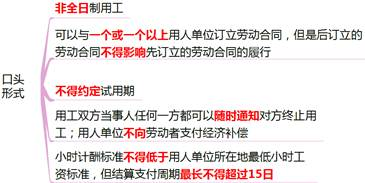 非全日制用工
可以与一个或一个以上用人单位订立劳动合同，但是后订立的
劳动合同不得影响先订立的劳动合同的履行
口头
形式
不得约定试用期
用工双方当事人任何一方都可以随时通知对方终止用
工；用人单位不向劳动者支付经济补偿
小时计酬标准不得低于用人单位所在地最低小时工
资标准，但结算支付周期最长不得超过15日